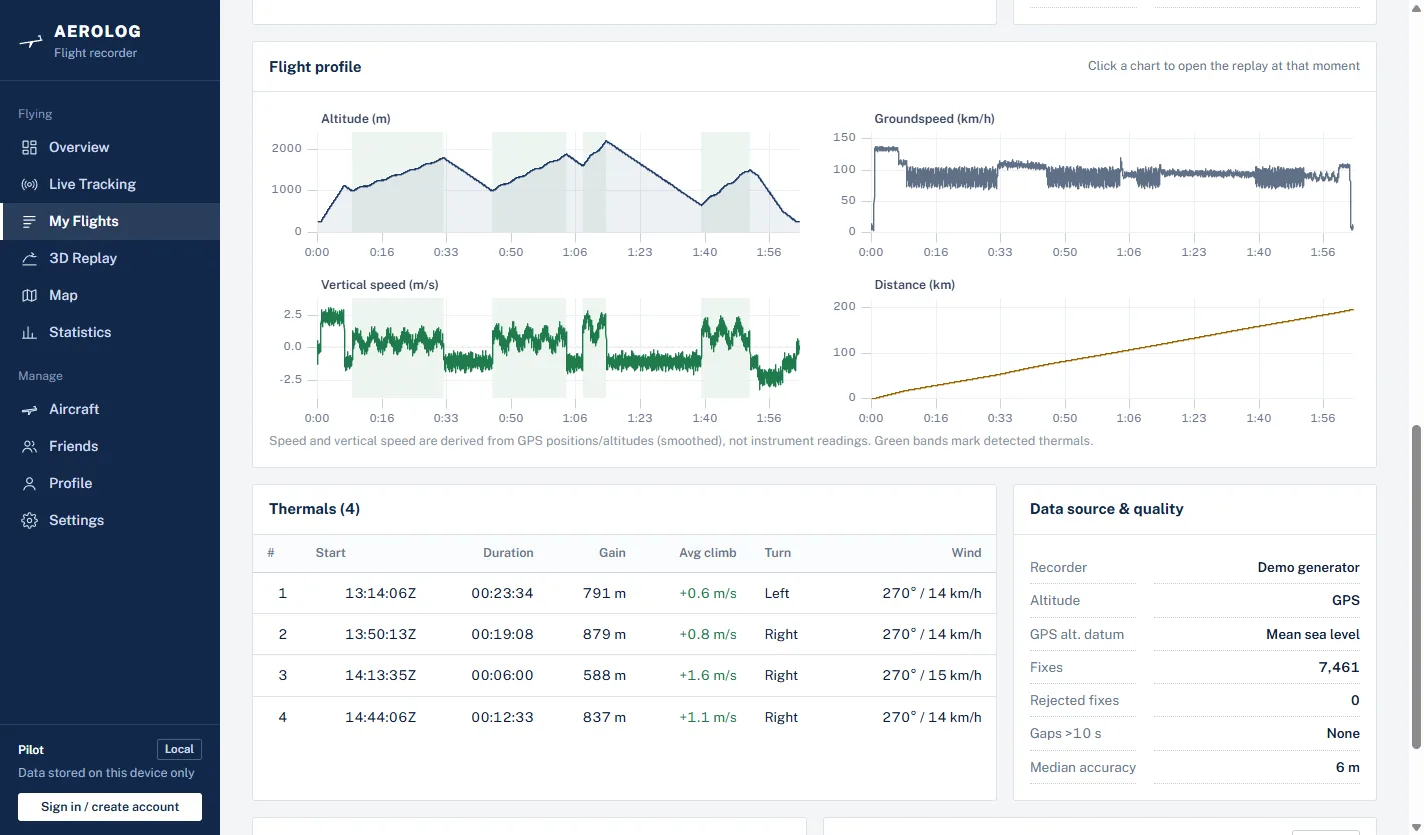 AEROLOG
Flight recorder
Flying
Overview
Live Tracking
My Flights
3D Replay
Map
Statistics
Manage
Aircraft
Friends
Profile
Settings
Pilot
Local
Data stored on this device only
Sign in / create account
Flight profile
Click a chart to open the replay at that moment
Altitude (m)
2000
1000
0
0:00 0:16 0:33 0:50 1:06 1:23 1:40 1:56
Groundspeed (km/h)
150
100
50
0
0:00 0:16 0:33 0:50 1:06 1:23 1:40 1:56
Vertical speed (m/s)
2.5
0.0
-2.5
0:00 0:16 0:33 0:50 1:06 1:23 1:40 1:56
Distance (km)
200
100
0
0:00 0:16 0:33 0:50 1:06 1:23 1:40 1:56
Speed and vertical speed are derived from GPS positions/altitudes (smoothed), not instrument readings. Green bands mark detected thermals.
Thermals (4)
# Start Duration Gain Avg climb Turn Wind
1 13:14:06Z 00:23:34 791 m +0.6 m/s Left 270° / 14 km/h
2 13:50:13Z 00:19:08 879 m +0.8 m/s Right 270° / 14 km/h
3 14:13:35Z 00:06:00 588 m +1.6 m/s Right 270° / 15 km/h
4 14:44:06Z 00:12:33 837 m +1.1 m/s Right 270° / 14 km/h
Data source & quality
Recorder Demo generator
Altitude GPS
GPS alt. datum Mean sea level
Fixes 7,461
Rejected fixes 0
Gaps >10 s None
Median accuracy 6 m